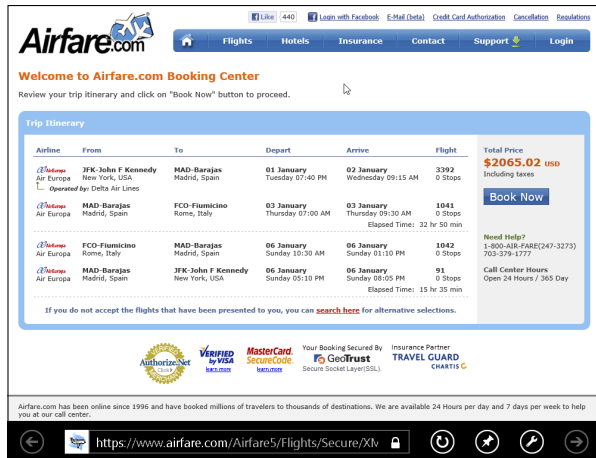 Like 440 Login with Facebook E-Mail (beta) Credit Card Authorization Cancellation Regulations
Airfare.com
Flights Hotels Insurance Contact Support Login
Welcome to Airfare.com Booking Center
Review your trip itinerary and click on "Book Now" button to proceed.
Trip Itinerary
Airline From To Depart Arrive Flight
AirEuropa JFK-John F Kennedy MAD-Barajas 01 January 02 January 3392
Air Europa New York, USA Madrid, Spain Tuesday 07:40 PM Wednesday 09:15 AM 0 Stops
Operated by: Delta Air Lines
AirEuropa MAD-Barajas FCO-Fiumicino 03 January 03 January 1041
Air Europa Madrid, Spain Rome, Italy Thursday 07:00 AM Thursday 09:30 AM 0 Stops
Elapsed Time: 32 hr 50 min
AirEuropa FCO-Fiumicino MAD-Barajas 06 January 06 January 1042
Air Europa Rome, Italy Madrid, Spain Sunday 10:30 AM Sunday 01:10 PM 0 Stops
AirEuropa MAD-Barajas JFK-John F Kennedy 06 January 06 January 91
Air Europa Madrid, Spain New York, USA Sunday 05:10 PM Sunday 08:05 PM 0 Stops
Elapsed Time: 15 hr 35 min
If you do not accept the flights that have been presented to you, you can search here for alternative selections.
Total Price
$2065.02 USD
Including taxes
Book Now
Need Help?
1-800-AIR-FARE(247-3273)
703-379-1777
Call Center Hours
Open 24 Hours / 365 Day
Authorize.Net
Click
VERIFIED
by VISA
learn more
MasterCard.
SecureCode.
learn more
Your Booking Secured By
GeoTrust
Secure Socket Layer(SSL).
Insurance Partner
TRAVEL GUARD
CHARTIS
Airfare.com has been online since 1996 and have booked millions of travelers to thousands of destinations. We are available 24 Hours per day and 7 days per week to help
you at our call center.
https://www.airfare.com/Airfare5/Flights/Secure/XN